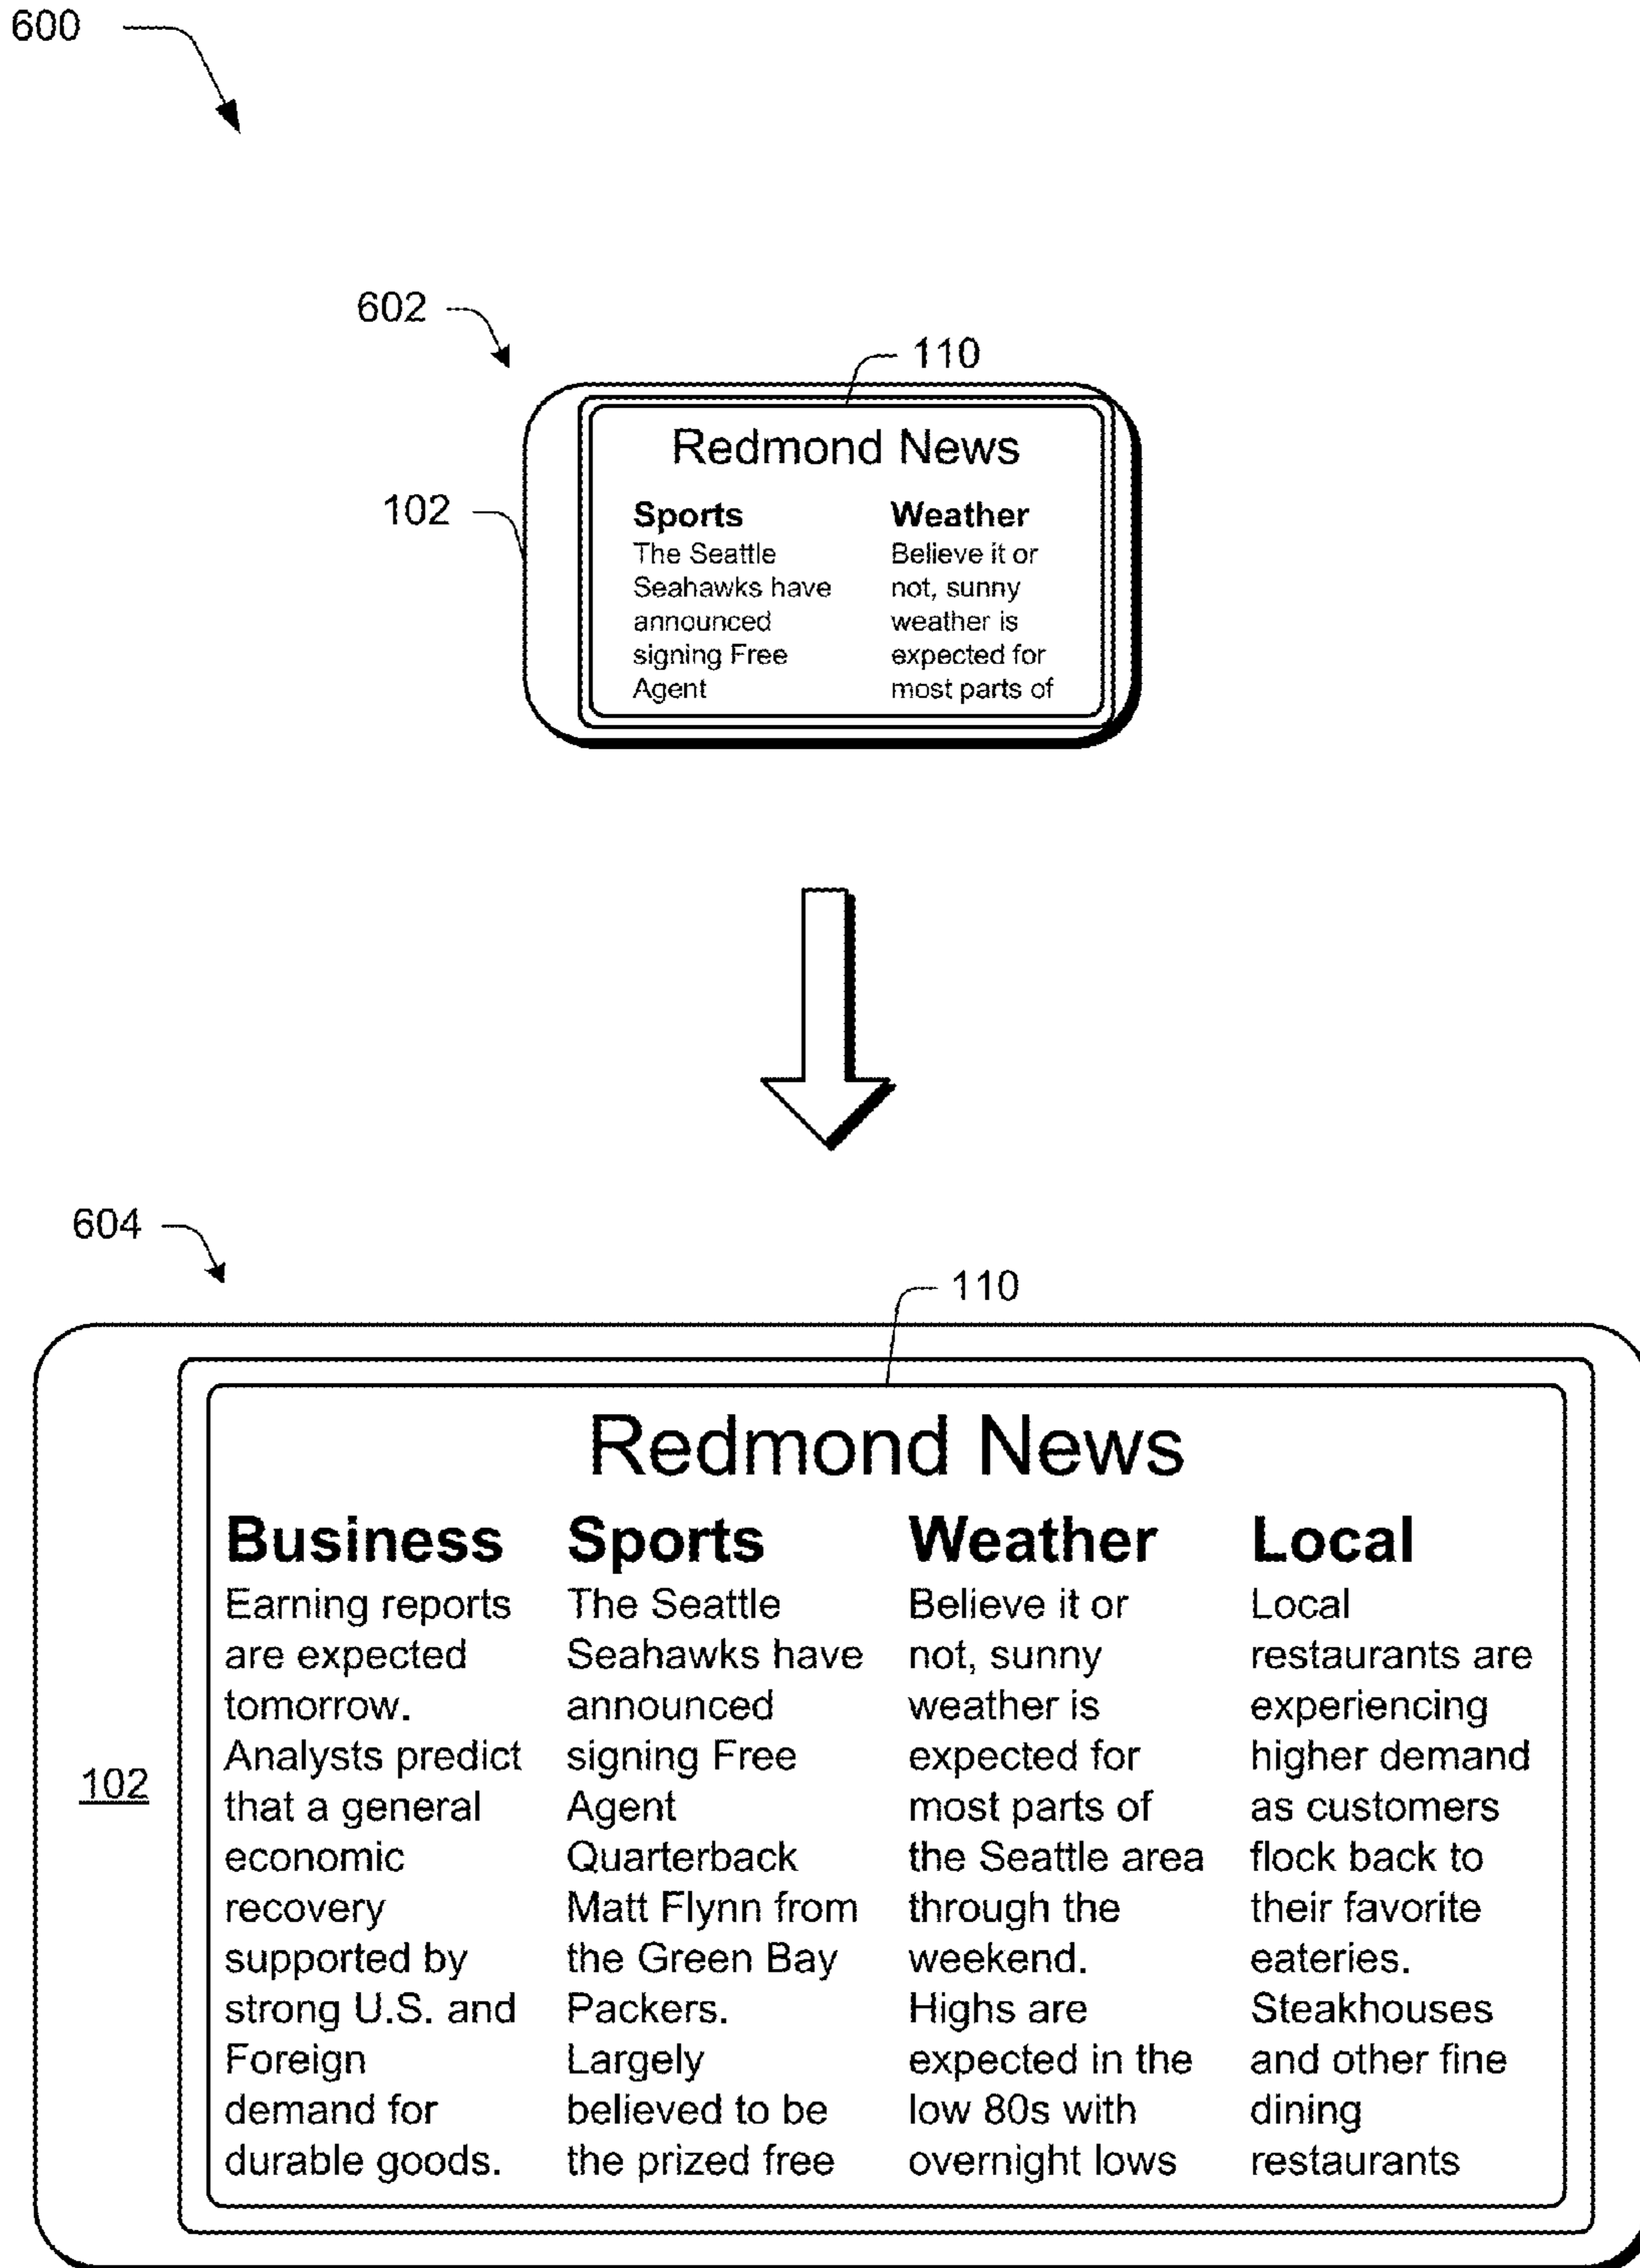 600
602
110
102
Redmond News
Sports
The Seattle
Seahawks have
announced
signing Free
Agent
Weather
Believe it or
not, sunny
weather is
expected for
most parts of
604
110
102
Redmond News
Business
Earning reports
are expected
tomorrow.
Analysts predict
that a general
economic
recovery
supported by
strong U.S. and
Foreign
demand for
durable goods.
Sports
The Seattle
Seahawks have
announced
signing Free
Agent
Quarterback
Matt Flynn from
the Green Bay
Packers.
Largely
believed to be
the prized free
Weather
Believe it or
not, sunny
weather is
expected for
most parts of
the Seattle area
through the
weekend.
Highs are
expected in the
low 80s with
overnight lows
Local
Local
restaurants are
experiencing
higher demand
as customers
flock back to
their favorite
eateries.
Steakhouses
and other fine
dining
restaurants